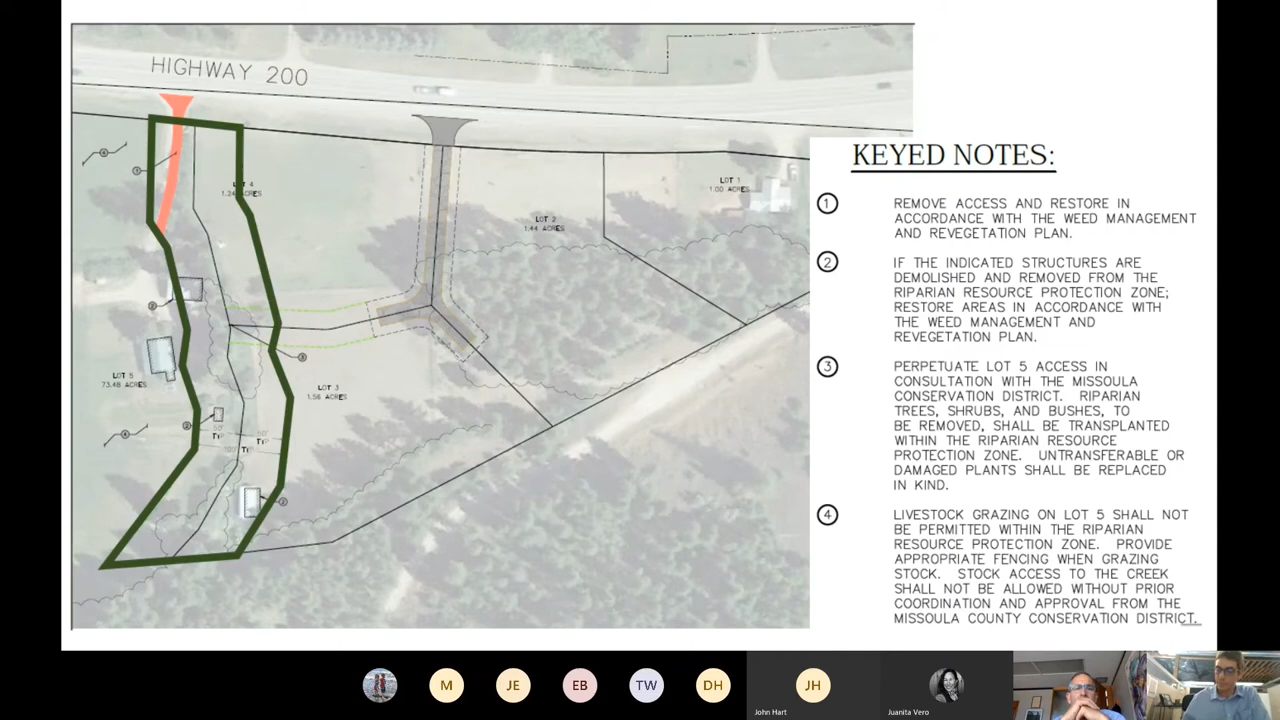 HIGHWAY 200
KEYED NOTES:
1
REMOVE ACCESS AND RESTORE IN
ACCORDANCE WITH THE WEED MANAGEMENT
AND REVEGETATION PLAN.
2
IF THE INDICATED STRUCTURES ARE
DEMOLISHED AND REMOVED FROM THE
RIPARIAN RESOURCE PROTECTION ZONE;
RESTORE AREAS IN ACCORDANCE WITH
THE WEED MANAGEMENT AND
REVEGETATION PLAN.
3
PERPETUATE LOT 5 ACCESS IN
CONSULTATION WITH THE MISSOULA
CONSERVATION DISTRICT. RIPARIAN
TREES, SHRUBS, AND BUSHES, TO
BE REMOVED, SHALL BE TRANSPLANTED
WITHIN THE RIPARIAN RESOURCE
PROTECTION ZONE. UNTRANSFERABLE OR
DAMAGED PLANTS SHALL BE REPLACED
IN KIND.
4
LIVESTOCK GRAZING ON LOT 5 SHALL NOT
BE PERMITTED WITHIN THE RIPARIAN
RESOURCE PROTECTION ZONE. PROVIDE
APPROPRIATE FENCING WHEN GRAZING
STOCK. STOCK ACCESS TO THE CREEK
SHALL NOT BE ALLOWED WITHOUT PRIOR
COORDINATION AND APPROVAL FROM THE
MISSOULA COUNTY CONSERVATION DISTRICT.
LOT 1
1.00 ACRES
LOT 2
1.44 ACRES
LOT 3
1.56 ACRES
LOT 5
73.48 ACRES
M JE EB TW DH JH
John Hart
Juanita Vero